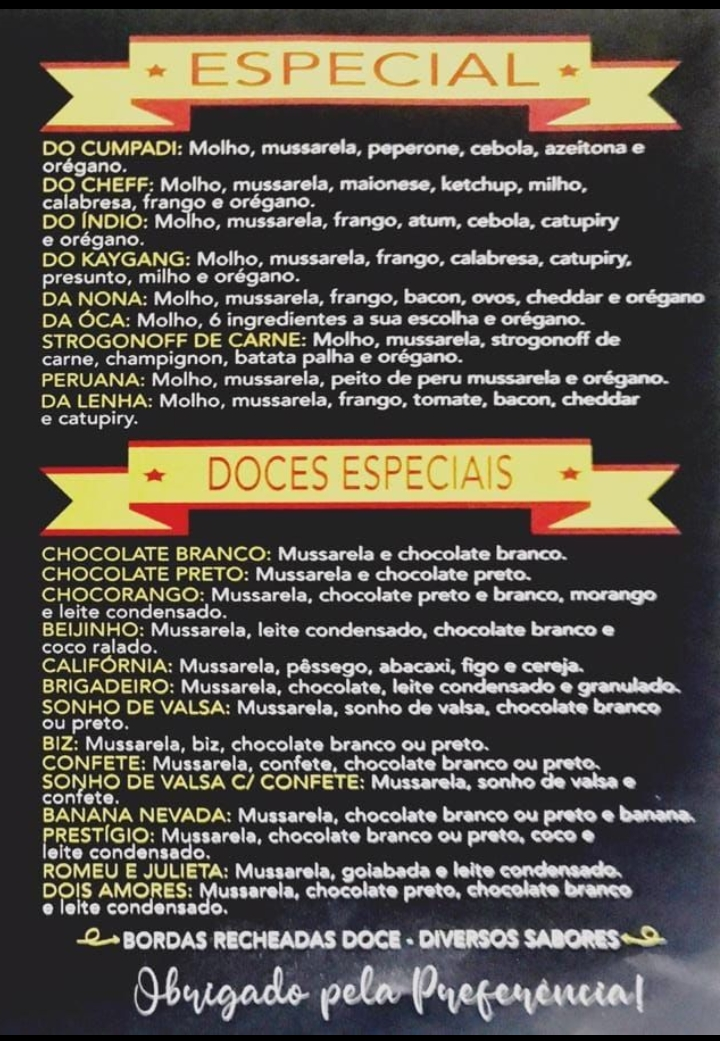 ESPECIAL
DO CUMPADI: Molho, mussarela, peperone, cebola, azeitona e
orégano.
DO CHEFF: Molho, mussarela, maionese, ketchup, milho,
calabresa, frango e orégano.
DO ÍNDIO: Molho, mussarela, frango, atum, cebola, catupiry
e orégano.
DO KAYGANG: Molho, mussarela, frango, calabresa, catupiry,
presunto, milho e orégano.
DA NONA: Molho, mussarela, frango, bacon, ovos, cheddar e orégano
DA ÓCA: Molho, 6 ingredientes a sua escolha e orégano.
STROGONOFF DE CARNE: Molho, mussarela, strogonoff de
carne, champignon, batata palha e orégano.
PERUANA: Molho, mussarela, peito de peru mussarela e orégano.
DA LENHA: Molho, mussarela, frango, tomate, bacon, cheddar
e catupiry.
DOCES ESPECIAIS
CHOCOLATE BRANCO: Mussarela e chocolate branco.
CHOCOLATE PRETO: Mussarela e chocolate preto.
CHOCORANGO: Mussarela, chocolate preto e branco, morango
e leite condensado.
BEIJINHO: Mussarela, leite condensado, chocolate branco e
coco ralado.
CALIFÓRNIA: Mussarela, pêssego, abacaxi, figo e cereja.
BRIGADEIRO: Mussarela, chocolate, leite condensado e granulado.
SONHO DE VALSA: Mussarela, sonho de valsa, chocolate branco
ou preto.
BIZ: Mussarela, biz, chocolate branco ou preto.
CONFETE: Mussarela, confete, chocolate branco ou preto.
SONHO DE VALSA C/ CONFETE: Mussarela, sonho de valsa e
confete.
BANANA NEVADA: Mussarela, chocolate branco ou preto e banana.
PRESTÍGIO: Mussarela, chocolate branco ou preto, coco e
leite condensado.
ROMEU E JULIETA: Mussarela, goiabada e leite condensado.
DOIS AMORES: Mussarela, chocolate preto, chocolate branco
e leite condensado.
BORDAS RECHEADAS DOCE - DIVERSOS SABORES
Obrigado pela Preferência!